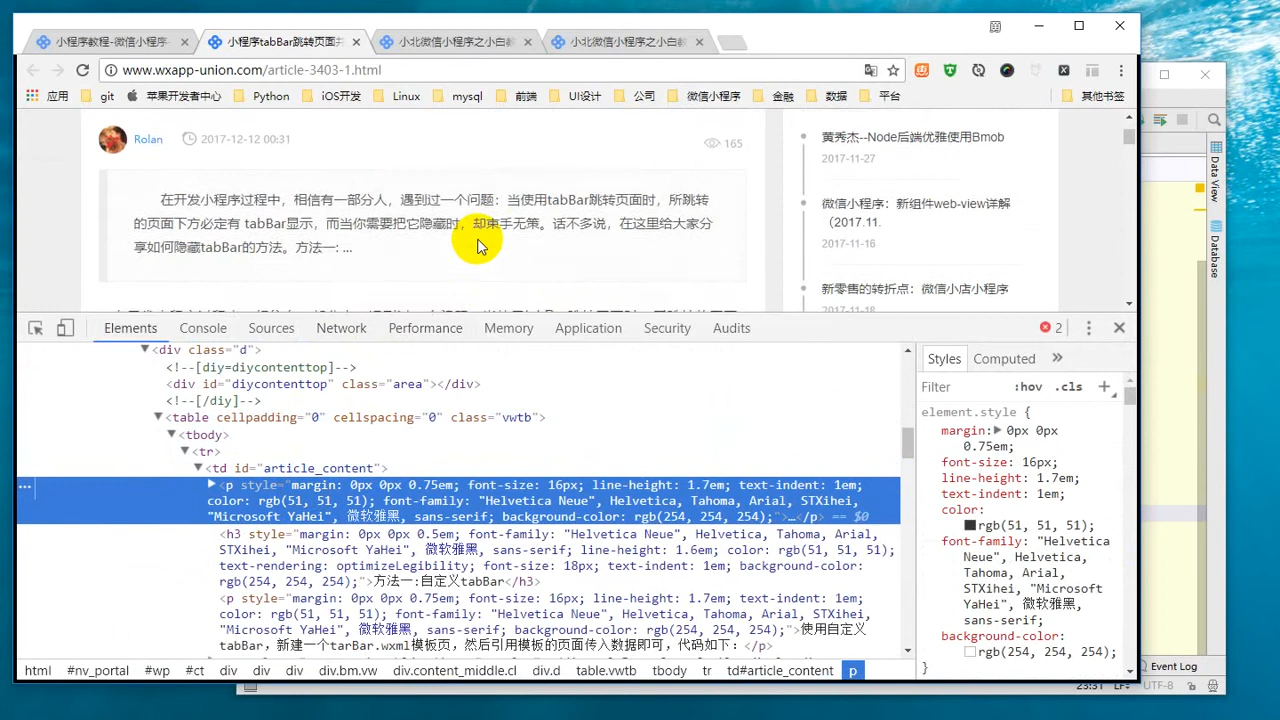 小程序教程-微信小程序-
小程序tabBar跳转页面并
小北微信小程序之小白教
小北微信小程序之小白教
www.wxapp-union.com/article-3403-1.html
应用 git 苹果开发者中心 Python iOS开发 Linux mysql 前端 UI设计 公司 微信小程序 金融 数据 平台 其他书签
Rolan 2017-12-12 00:31 165
在开发小程序过程中，相信有一部分人，遇到过一个问题：当使用tabBar跳转页面时，所跳转
的页面下方必定有 tabBar显示，而当你需要把它隐藏时，却束手无策。话不多说，在这里给大家分
享如何隐藏tabBar的方法。方法一: ...
黄秀杰--Node后端优雅使用Bmob
2017-11-27
微信小程序：新组件web-view详解
（2017.11.
2017-11-16
新零售的转折点：微信小店小程序
2017-11-18
Elements Console Sources Network Performance Memory Application Security Audits 2
<div class="d">
<!--[diy=diycontenttop]-->
<div id="diycontenttop" class="area"></div>
<!--[/diy]-->
<table cellpadding="0" cellspacing="0" class="vwtb">
<tbody>
<tr>
<td id="article_content">
<p style="margin: 0px 0px 0.75em; font-size: 16px; line-height: 1.7em; text-indent: 1em;
color: rgb(51, 51, 51); font-family: "Helvetica Neue", Helvetica, Tahoma, Arial, STXihei,
"Microsoft YaHei", 微软雅黑, sans-serif; background-color: rgb(254, 254, 254);">…</p> == $0
<h3 style="margin: 0px 0px 0.5em; font-family: "Helvetica Neue", Helvetica, Tahoma, Arial,
STXihei, "Microsoft YaHei", 微软雅黑, sans-serif; line-height: 1.6em; color: rgb(51, 51, 51);
text-rendering: optimizeLegibility; font-size: 18px; text-indent: 1em; background-color:
rgb(254, 254, 254);">方法一:自定义tabBar</h3>
<p style="margin: 0px 0px 0.75em; font-size: 16px; line-height: 1.7em; text-indent: 1em;
color: rgb(51, 51, 51); font-family: "Helvetica Neue", Helvetica, Tahoma, Arial, STXihei,
"Microsoft YaHei", 微软雅黑, sans-serif; background-color: rgb(254, 254, 254);">使用自定义
tabBar，新建一个tarBar.wxml模板页，然后引用模板的页面传入数据即可，代码如下：</p>
html #nv_portal #wp #ct div div div.bm.vw div.content_middle.cl div.d table.vwtb tbody tr td#article_content p
Styles Computed »
Filter :hov .cls +
element.style {
margin: 0px 0px
0.75em;
font-size: 16px;
line-height: 1.7em;
text-indent: 1em;
color:
rgb(51, 51, 51);
font-family: "Helvetica
Neue", Helvetica,
Tahoma, Arial,
STXihei, "Microsoft
YaHei", 微软雅黑,
sans-serif;
background-color:
rgb(254, 254, 254);
}
Data View
Database
Event Log
23:31 LF UTF-8